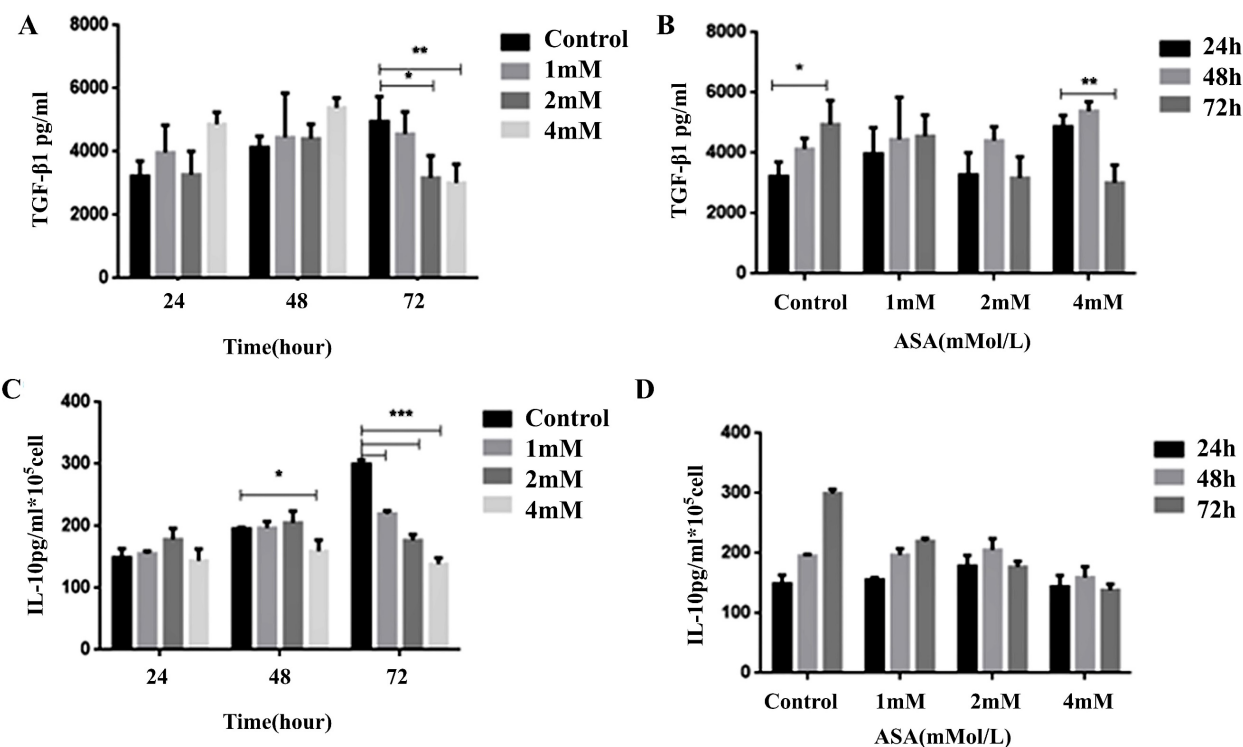 A
TGF-β1 pg/ml
8000
6000
4000
2000
0
**
*
24
48
72
Time(hour)
Control
1mM
2mM
4mM
B
TGF-β1 pg/ml
8000
6000
4000
2000
0
*
**
Control
1mM
2mM
4mM
ASA(mMol/L)
24h
48h
72h
C
IL-10pg/ml*10⁵cell
400
300
200
100
0
*
***
24
48
72
Time(hour)
Control
1mM
2mM
4mM
D
IL-10pg/ml*10⁵cell
400
300
200
100
0
Control
1mM
2mM
4mM
ASA(mMol/L)
24h
48h
72h